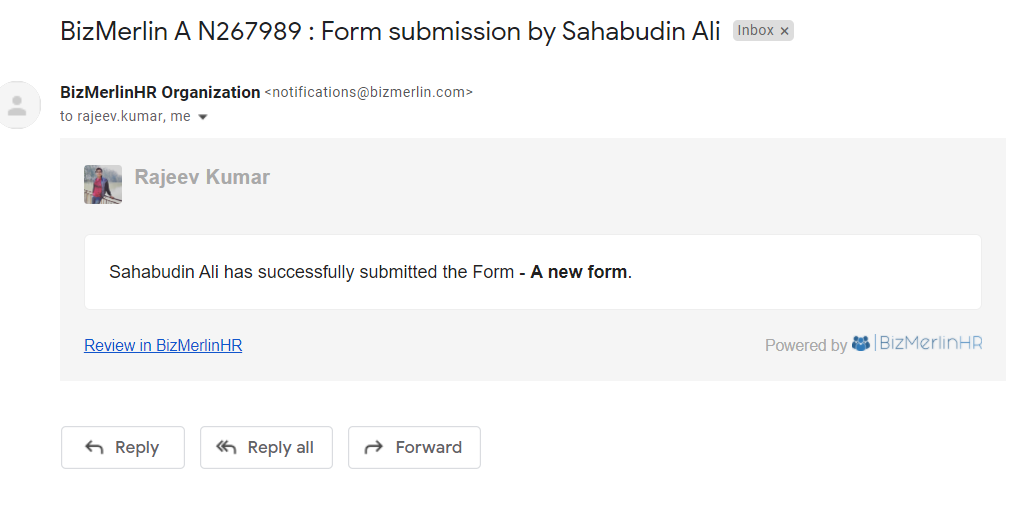 BizMerlin A N267989 : Form submission by Sahabudin Ali Inbox ×
BizMerlinHR Organization <notifications@bizmerlin.com>
to rajeev.kumar, me
Rajeev Kumar
Sahabudin Ali has successfully submitted the Form - A new form.
Review in BizMerlinHR
Powered by BizMerlinHR
Reply Reply all Forward